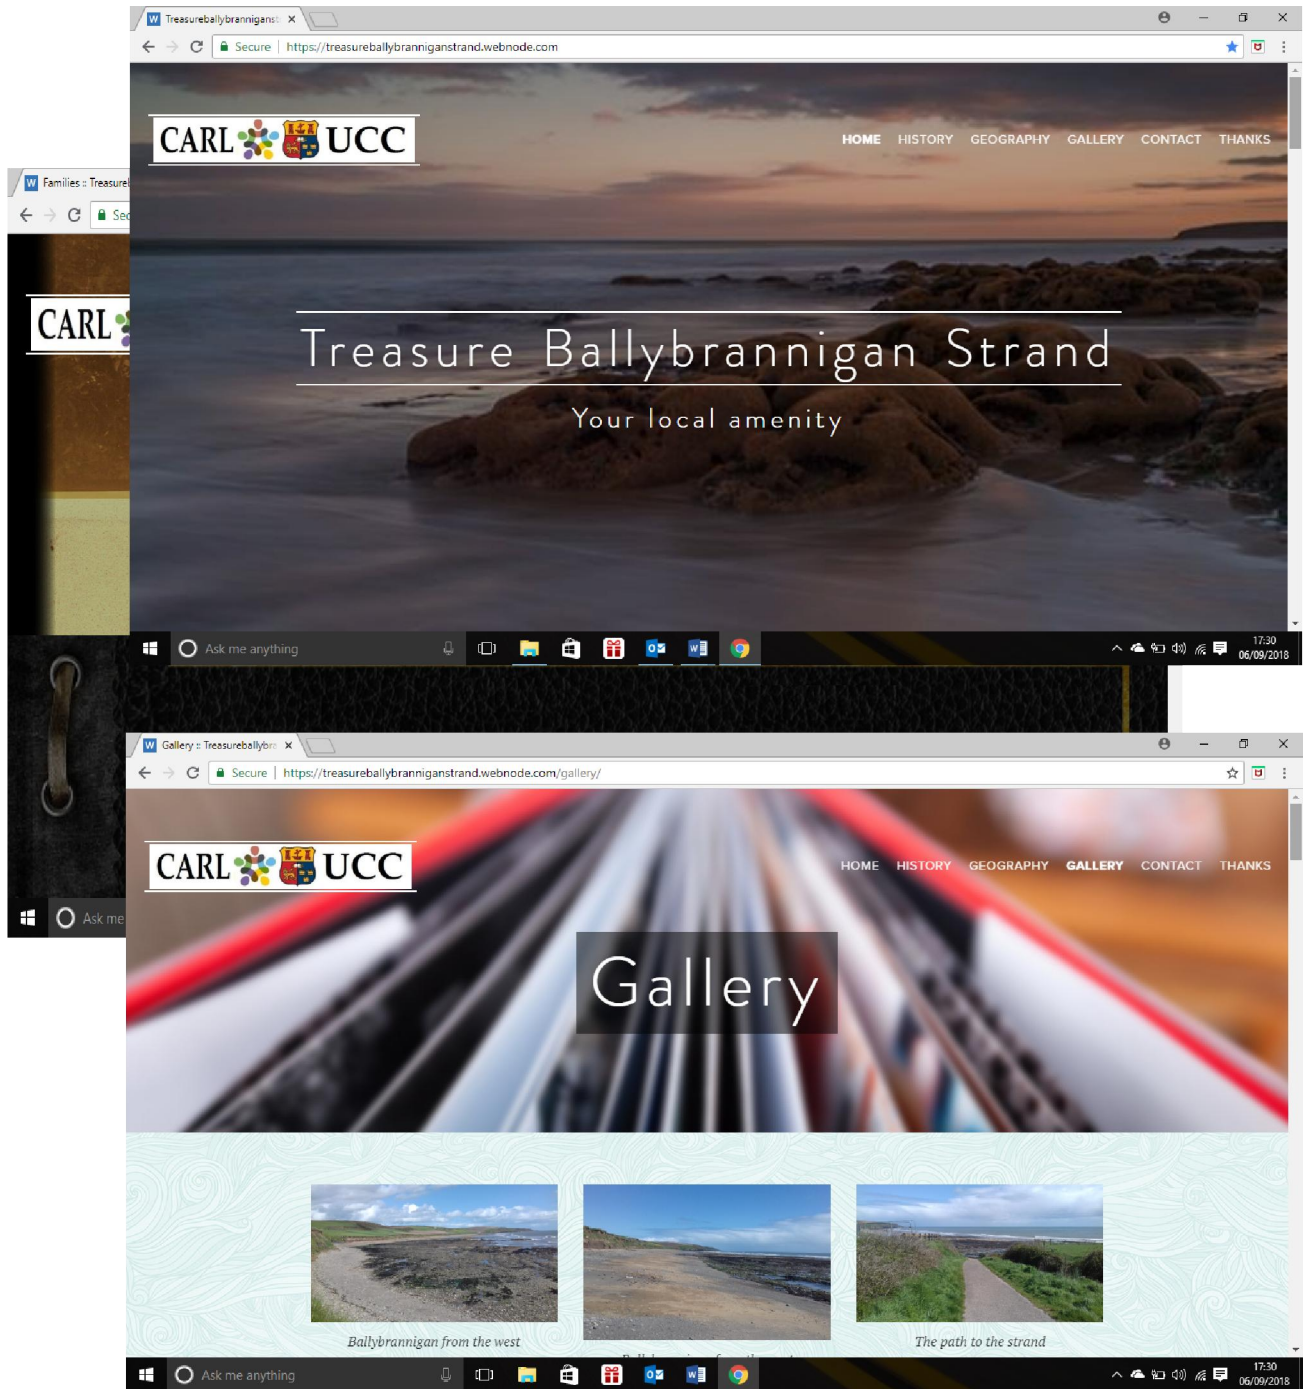 Treasureballybrannigans
Secure | https://treasureballybranniganstrand.webnode.com
CARL UCC
HOME HISTORY GEOGRAPHY GALLERY CONTACT THANKS
Families :: Treasure
CARL
Treasure Ballybrannigan Strand
Your local amenity
Ask me anything
17:30
06/09/2018
Gallery :: Treasureballybr
Secure | https://treasureballybranniganstrand.webnode.com/gallery/
CARL UCC
HOME HISTORY GEOGRAPHY GALLERY CONTACT THANKS
Ask me
Gallery
Ballybrannigan from the west
The path to the strand
Ask me anything
17:30
06/09/2018